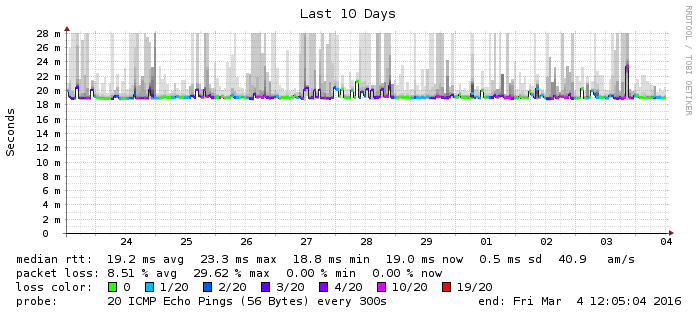 Last 10 Days
RRDTOOL / TOBI OETIKER
Seconds
28 m
26 m
24 m
22 m
20 m
18 m
16 m
14 m
12 m
10 m
8 m
6 m
4 m
2 m
0
24 25 26 27 28 29 01 02 03 04
median rtt: 19.2 ms avg 23.3 ms max 18.8 ms min 19.0 ms now 0.5 ms sd 40.9 am/s
packet loss: 8.51 % avg 29.62 % max 0.00 % min 0.00 % now
loss color: 0 1/20 2/20 3/20 4/20 10/20 19/20
probe: 20 ICMP Echo Pings (56 Bytes) every 300s end: Fri Mar 4 12:05:04 2016